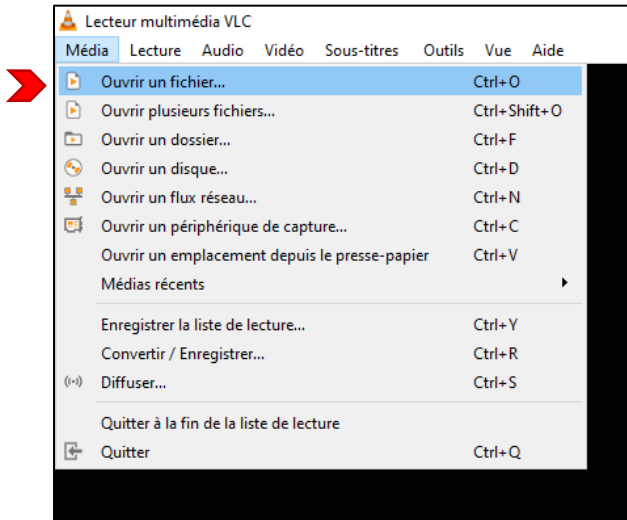 Lecteur multimédia VLC
Média Lecture Audio Vidéo Sous-titres Outils Vue Aide
Ouvrir un fichier... Ctrl+O
Ouvrir plusieurs fichiers... Ctrl+Shift+O
Ouvrir un dossier... Ctrl+F
Ouvrir un disque... Ctrl+D
Ouvrir un flux réseau... Ctrl+N
Ouvrir un périphérique de capture... Ctrl+C
Ouvrir un emplacement depuis le presse-papier Ctrl+V
Médias récents
Enregistrer la liste de lecture... Ctrl+Y
Convertir / Enregistrer... Ctrl+R
Diffuser... Ctrl+S
Quitter à la fin de la liste de lecture
Quitter Ctrl+Q